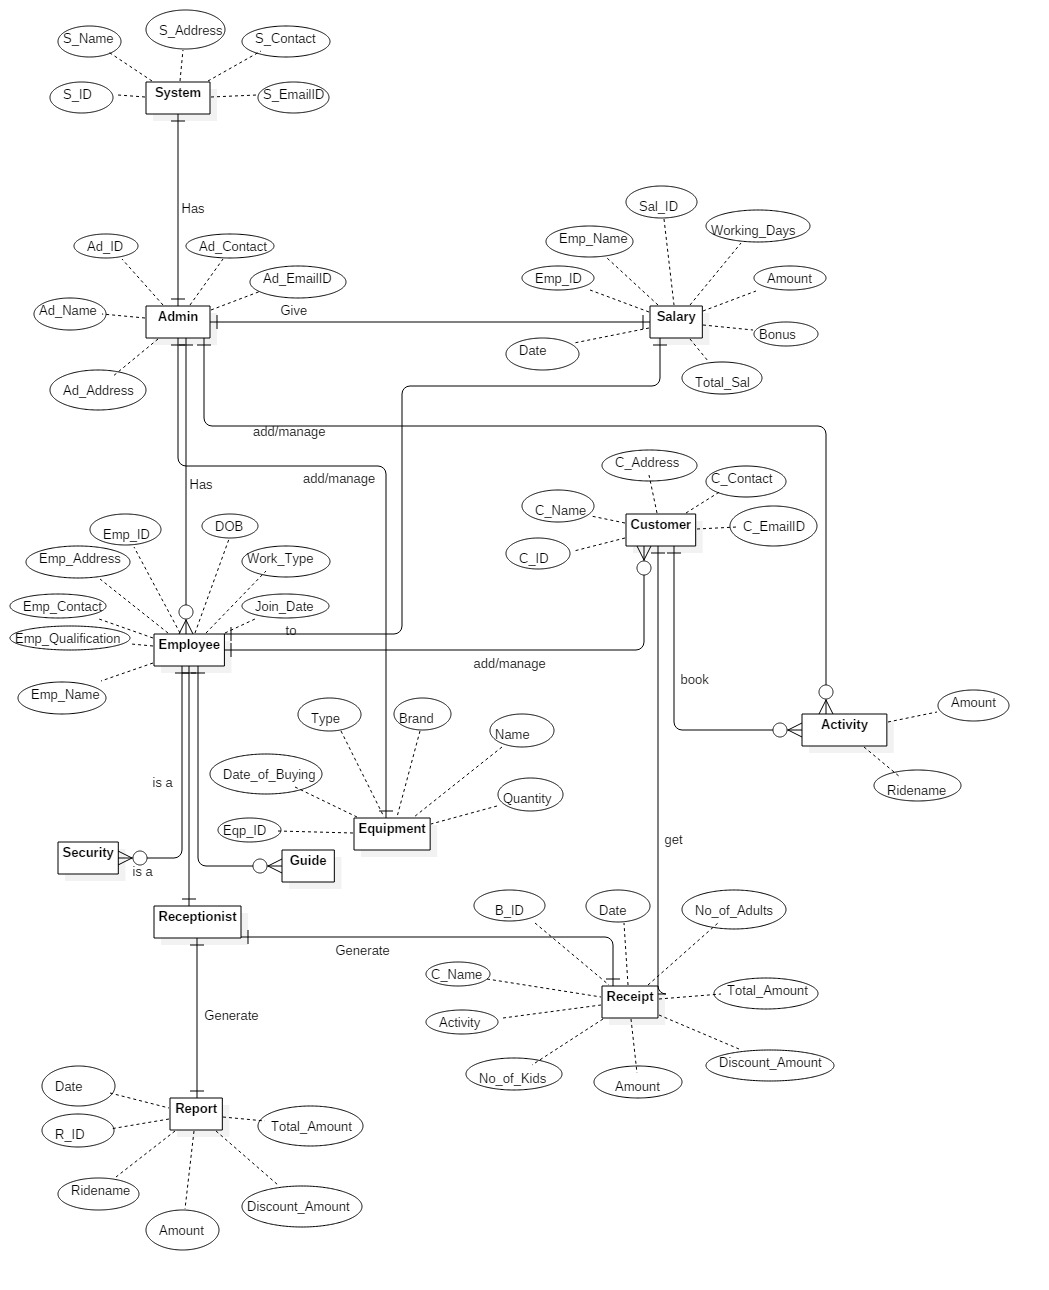 S_Address
S_Name
S_Contact
System
S_ID
S_EmailID
Has
Sal_ID
Working_Days
Emp_Name
Ad_ID
Ad_Contact
Emp_ID
Amount
Ad_EmailID
Ad_Name
Give
Admin
Salary
Bonus
Date
Total_Sal
Ad_Address
add/manage
C_Address
add/manage
C_Contact
Has
C_Name
Customer
C_EmailID
Emp_ID
DOB
C_ID
Emp_Address
Work_Type
Emp_Contact
Join_Date
to
Emp_Qualification
Employee
add/manage
book
Emp_Name
Amount
Type
Brand
Activity
Name
Date_of_Buying
is a
Ridename
Quantity
Eqp_ID
Equipment
get
Security
Guide
is a
B_ID
Date
No_of_Adults
Receptionist
Generate
C_Name
Total_Amount
Receipt
Generate
Activity
Discount_Amount
No_of_Kids
Amount
Date
Report
Total_Amount
R_ID
Ridename
Discount_Amount
Amount